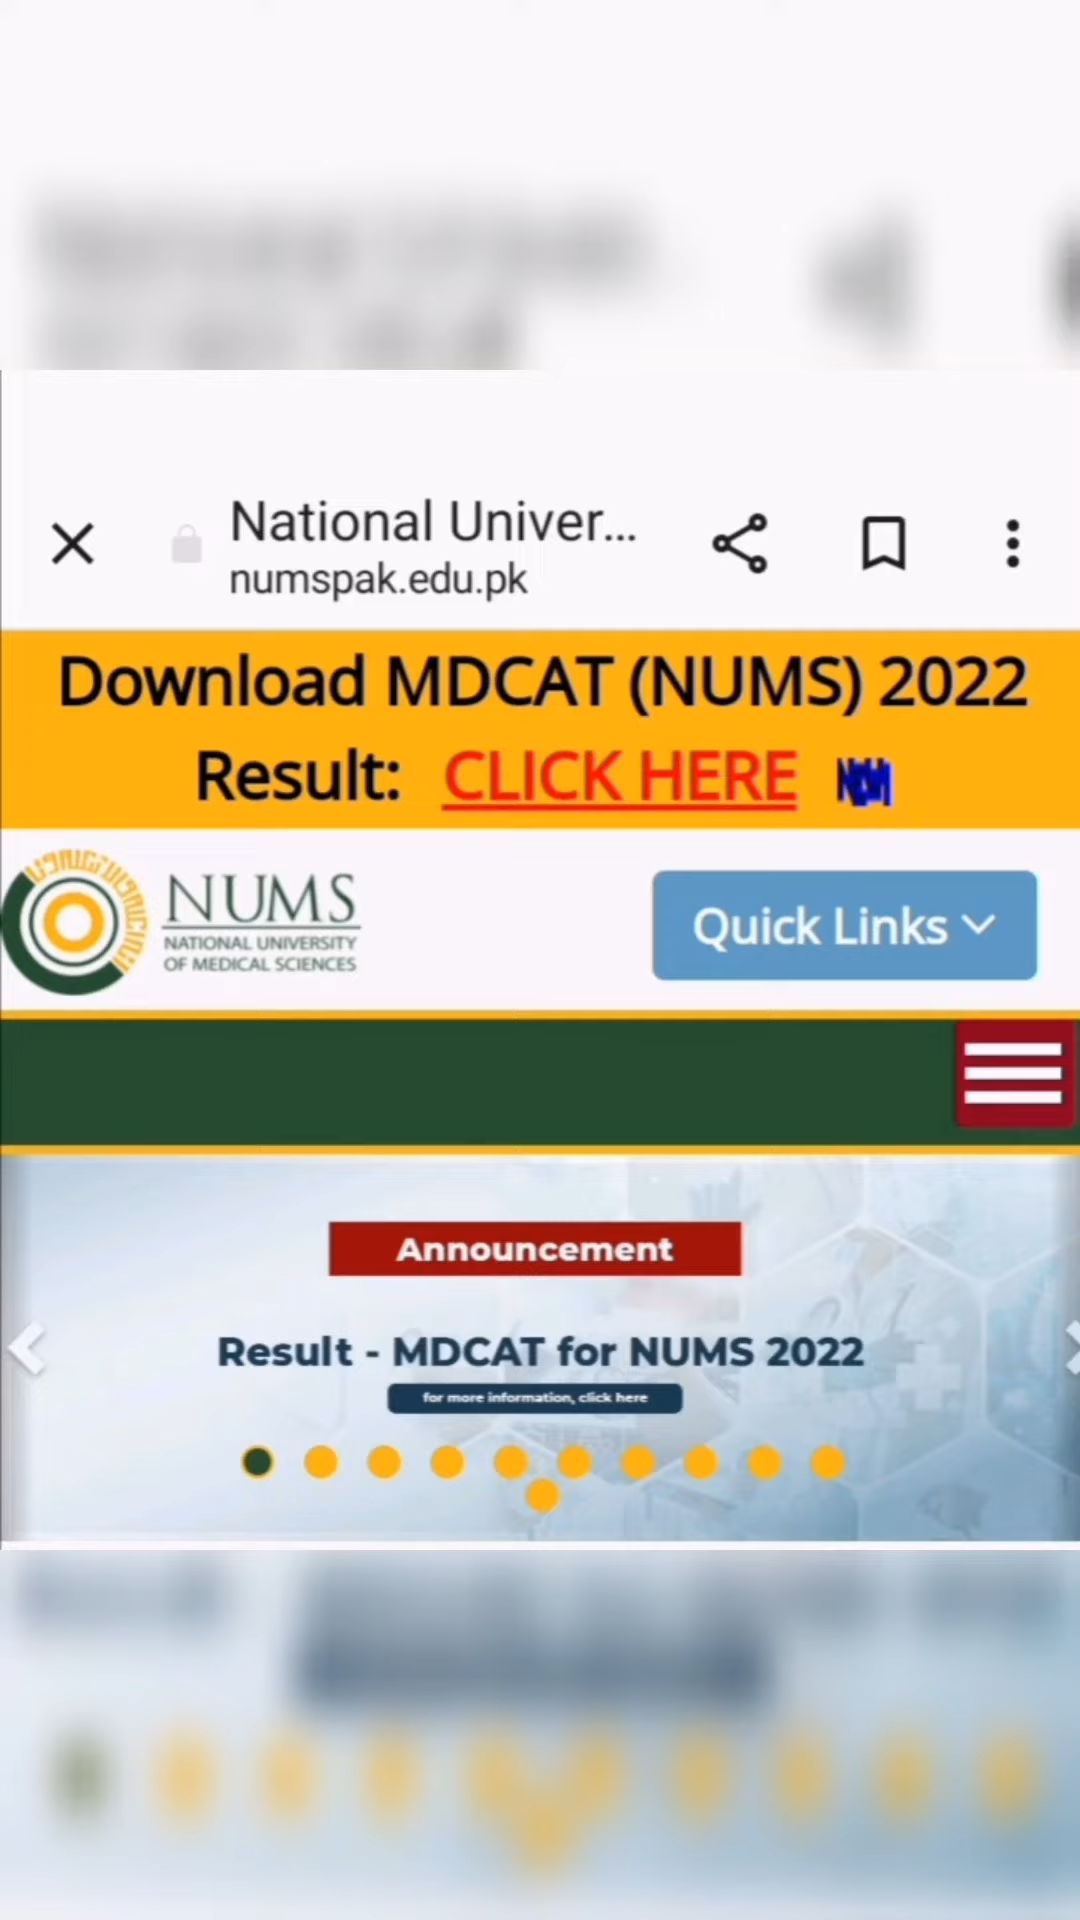 National Univer...
numspak.edu.pk
Download MDCAT (NUMS) 2022
Result: CLICK HERE
NUMS
NATIONAL UNIVERSITY
OF MEDICAL SCIENCES
Quick Links
Announcement
Result - MDCAT for NUMS 2022
for more information, click here